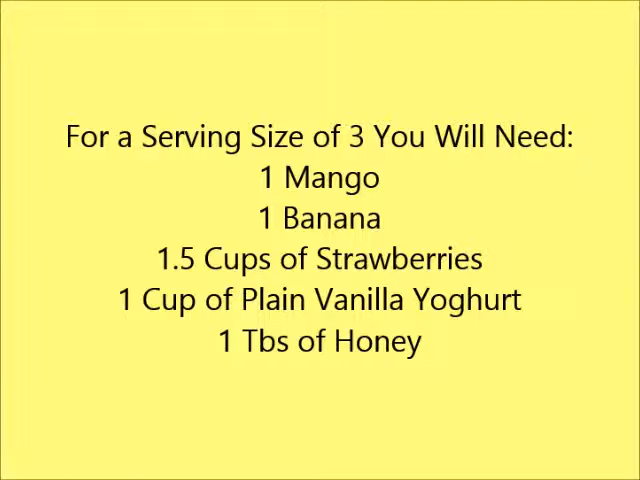 For a Serving Size of 3 You Will Need:
1 Mango
1 Banana
1.5 Cups of Strawberries
1 Cup of Plain Vanilla Yoghurt
1 Tbs of Honey